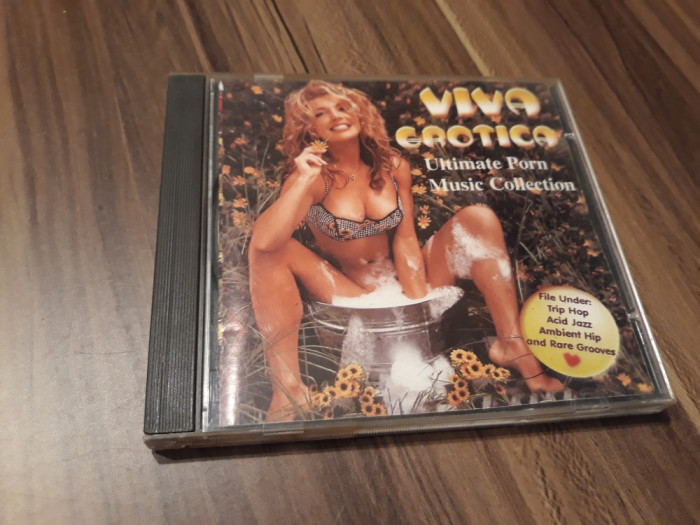 VIVA
EROTICA
Ultimate Porn
Music Collection
File Under:
Trip Hop
Acid Jazz
Ambient Hip
and Rare Grooves